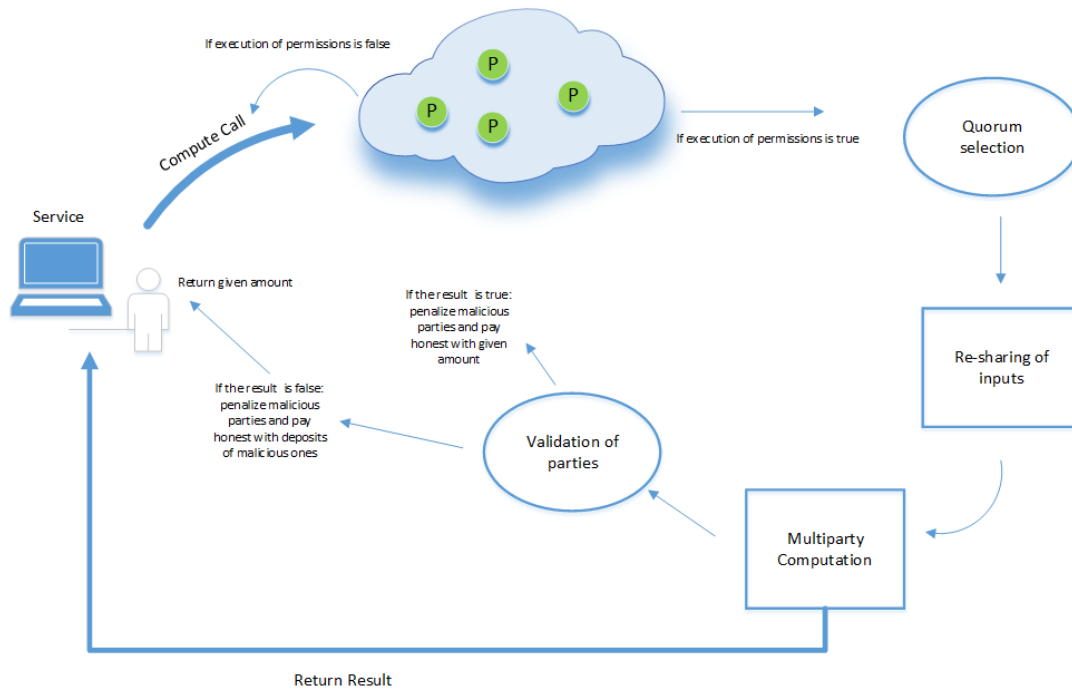 If execution of permissions is false
P
P
P
P
Compute Call
If execution of permissions is true
Quorum
selection
Service
Return given amount
If the result is true:
penalize malicious
parties and pay
honest with given
amount
Re-sharing of
inputs
If the result is false:
penalize malicious
parties and pay
honest with deposits
of malicious ones
Validation of
parties
Multiparty
Computation
Return Result